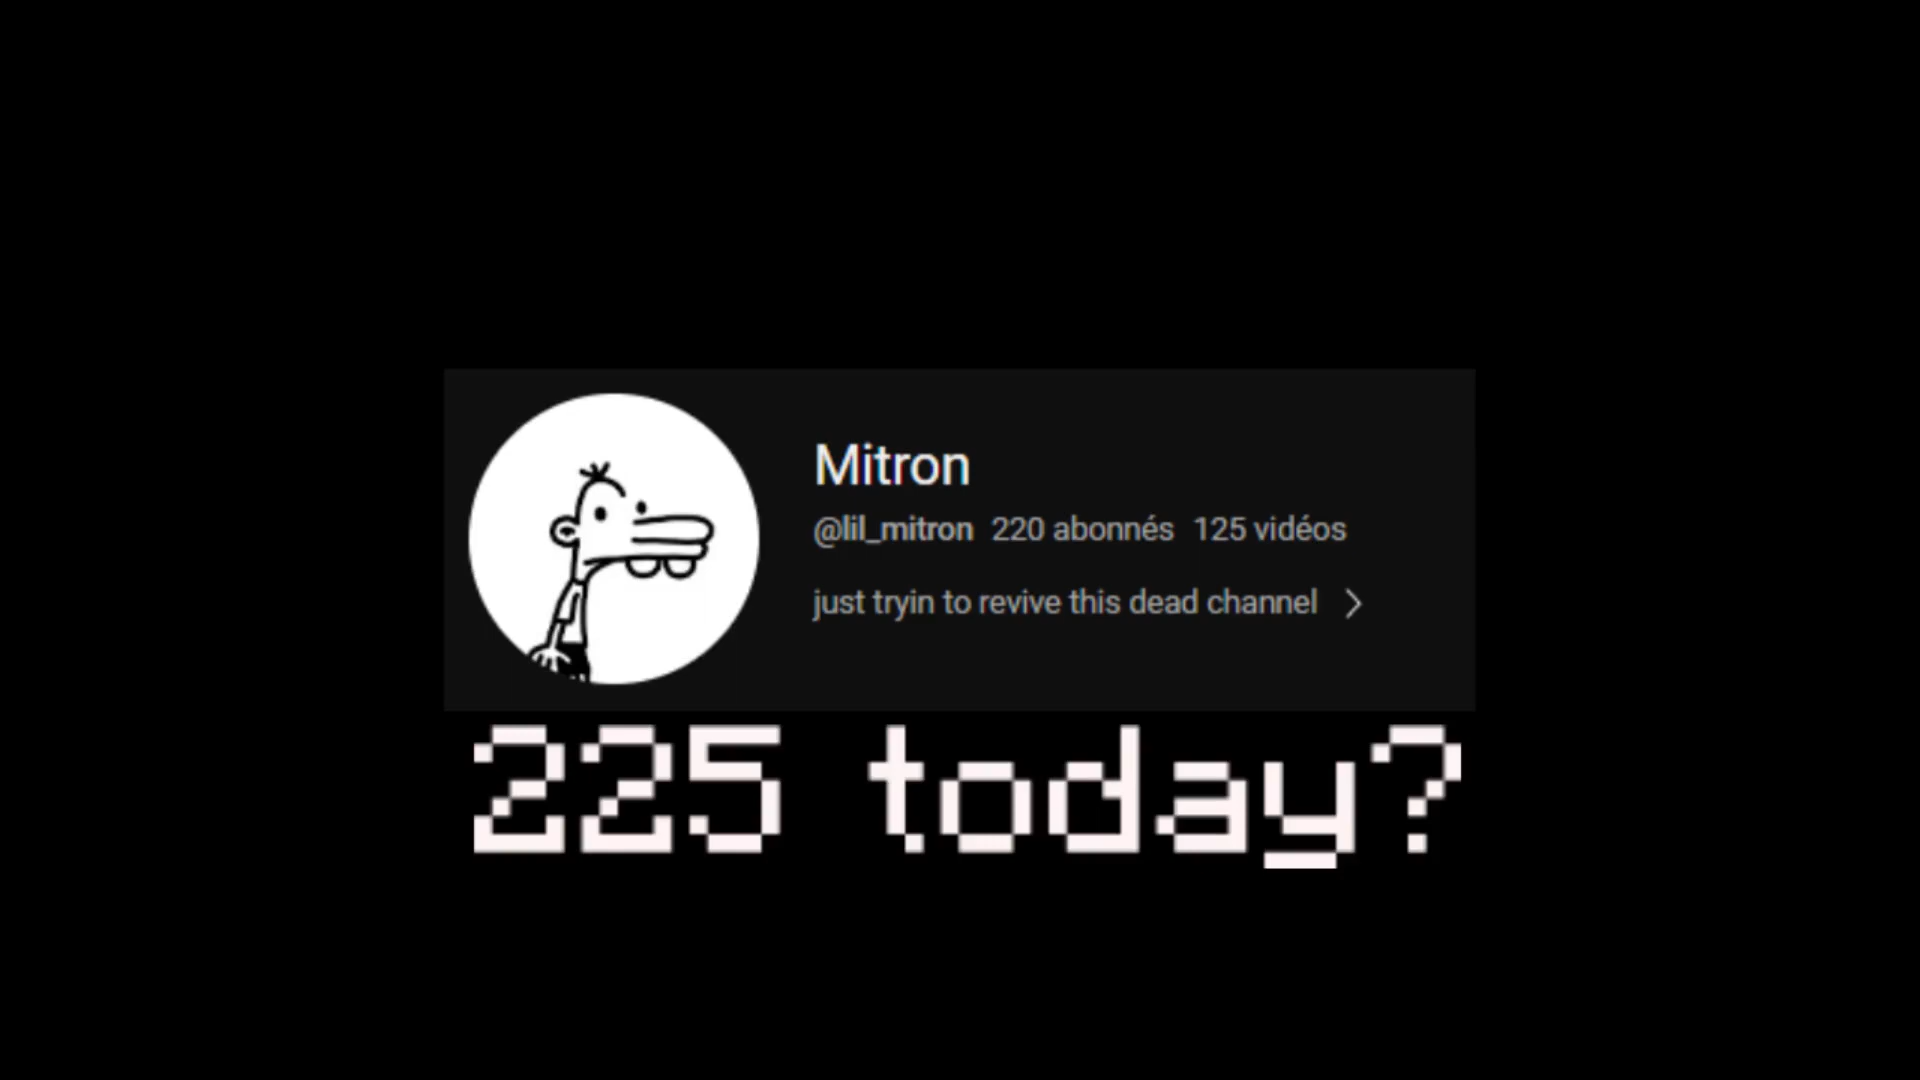 Mitron
@lil_mitron 220 abonnés 125 vidéos
just tryin to revive this dead channel
225 today?